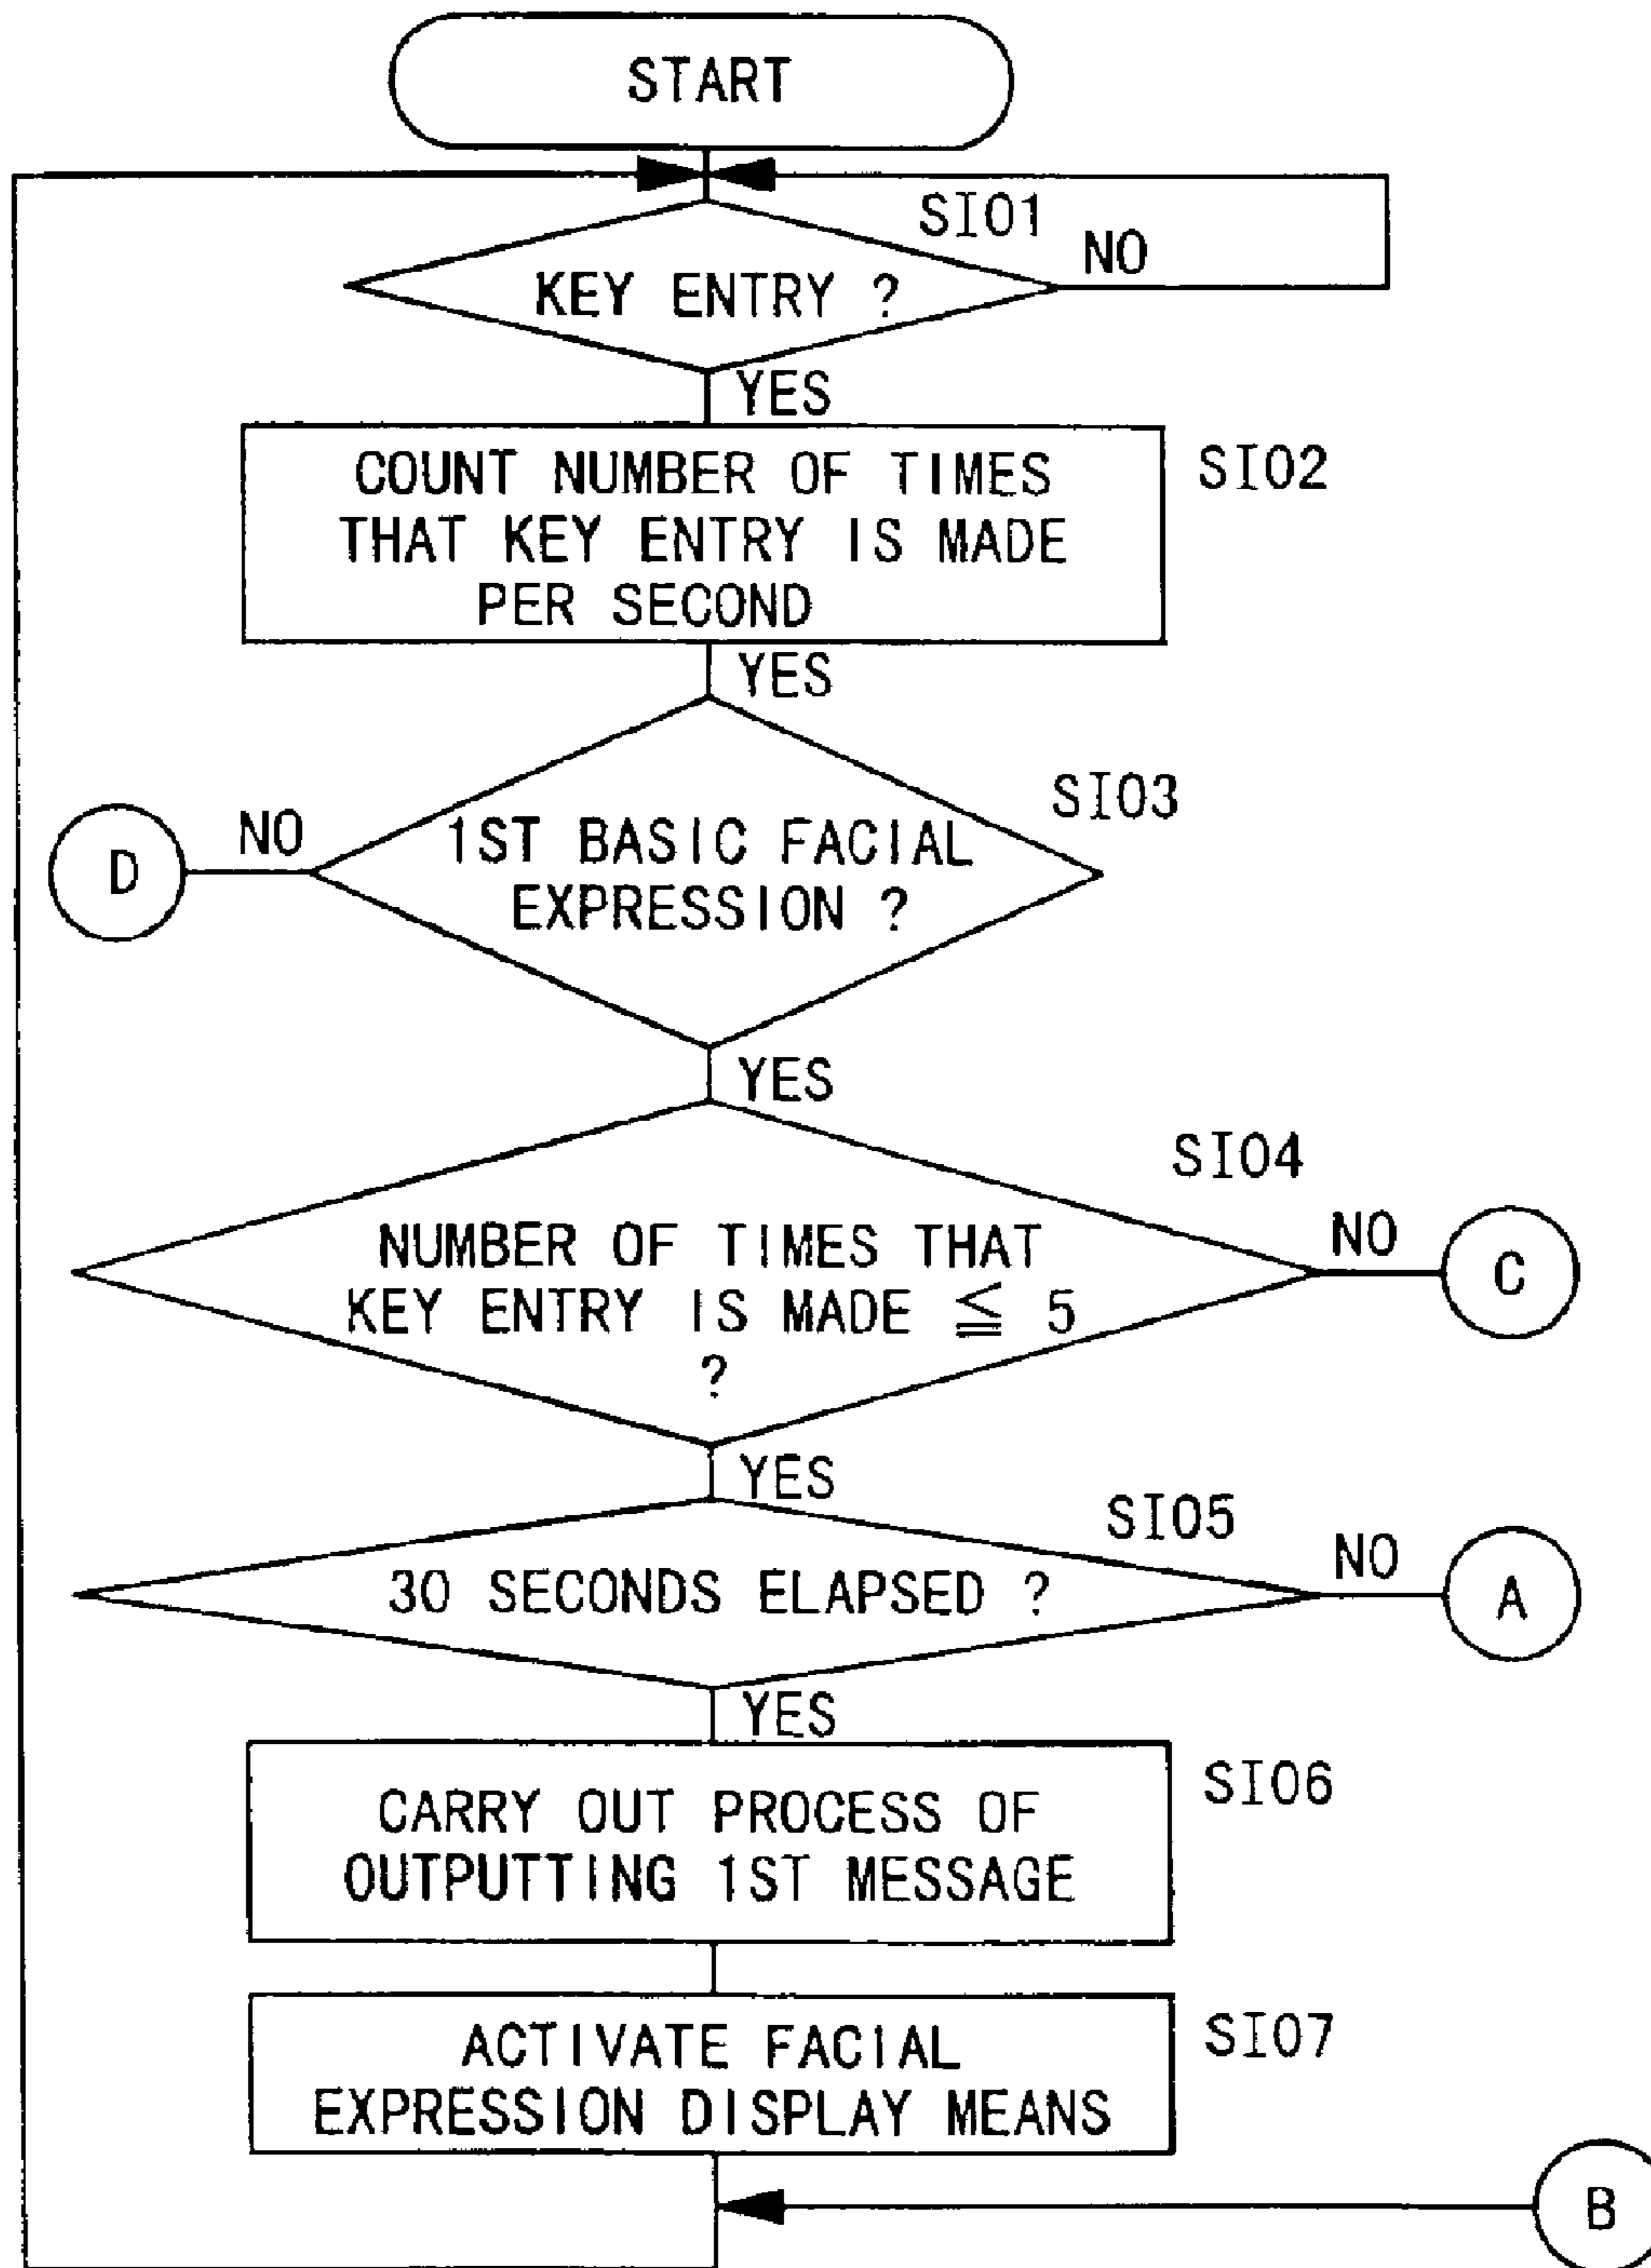 START
SI01
KEY ENTRY ?
NO
YES
COUNT NUMBER OF TIMES
THAT KEY ENTRY IS MADE
PER SECOND
SI02
YES
SI03
D
NO
1ST BASIC FACIAL
EXPRESSION ?
YES
SI04
NUMBER OF TIMES THAT
KEY ENTRY IS MADE ≦ 5
?
NO
C
YES
SI05
30 SECONDS ELAPSED ?
NO
A
YES
CARRY OUT PROCESS OF
OUTPUTTING 1ST MESSAGE
SI06
ACTIVATE FACIAL
EXPRESSION DISPLAY MEANS
SI07
B